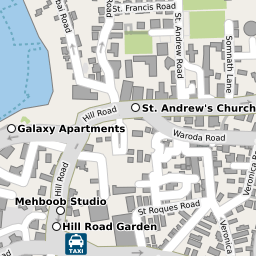 St. Francis Road
St. Andrew Road
Somnath Lane
Hill Road
St. Andrew's Church
Galaxy Apartments
Waroda Road
Hill Road
Veronica Road
Mehboob Studio
St Roques Road
Hill Road Garden
Veronica
TAXI